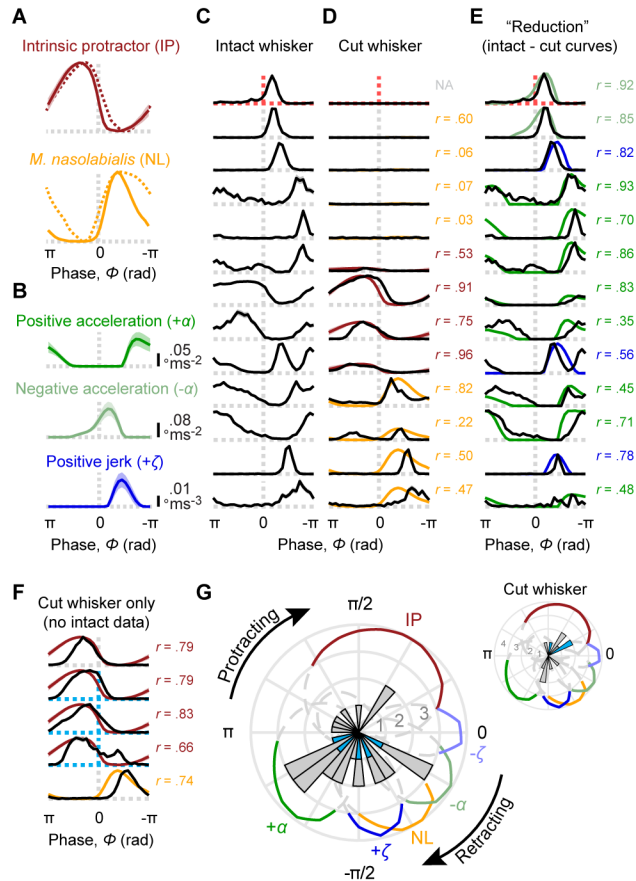 A
Intrinsic protractor (IP)
M. nasolabialis (NL)
π 0 -π
Phase, Φ (rad)
B
Positive acceleration (+α)
.05
°ms-2
Negative acceleration (-α)
.08
°ms-2
Positive jerk (+ζ)
.01
°ms-3
π 0 -π
Phase, Φ (rad)
C
Intact whisker
π 0 -π
Phase, Φ (rad)
D
Cut whisker
NA
r = .60
r = .06
r = .07
r = .03
r = .53
r = .91
r = .75
r = .96
r = .82
r = .22
r = .50
r = .47
π 0 -π
Phase, Φ (rad)
E
“Reduction”
(intact - cut curves)
r = .92
r = .85
r = .82
r = .93
r = .70
r = .86
r = .83
r = .35
r = .56
r = .45
r = .71
r = .78
r = .48
π 0 -π
Phase, Φ (rad)
F
Cut whisker only
(no intact data)
r = .79
r = .79
r = .83
r = .66
r = .74
π 0 -π
Phase, Φ (rad)
G
Protracting
π/2
IP
π
1 2 3
0
-ζ
-α
+α
+ζ
NL
-π/2
Retracting
Cut whisker
π
4 3 2 1
0